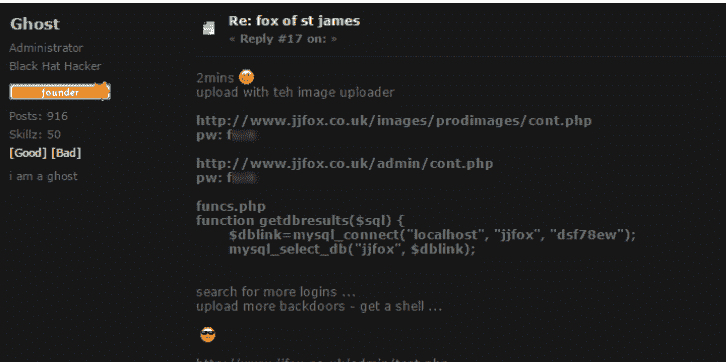 Ghost
Administrator
Black Hat Hacker
founder
Posts: 916
Skillz: 50
[Good] [Bad]
i am a ghost
Re: fox of st james
« Reply #17 on: »
2mins
upload with teh image uploader
http://www.jjfox.co.uk/images/prodimages/cont.php
pw: f
http://www.jjfox.co.uk/admin/cont.php
pw: f
funcs.php
function getdbresults($sql) {
$dblink=mysql_connect("localhost", "jjfox", "dsf78ew");
mysql_select_db("jjfox", $dblink);
search for more logins ...
upload more backdoors - get a shell ...